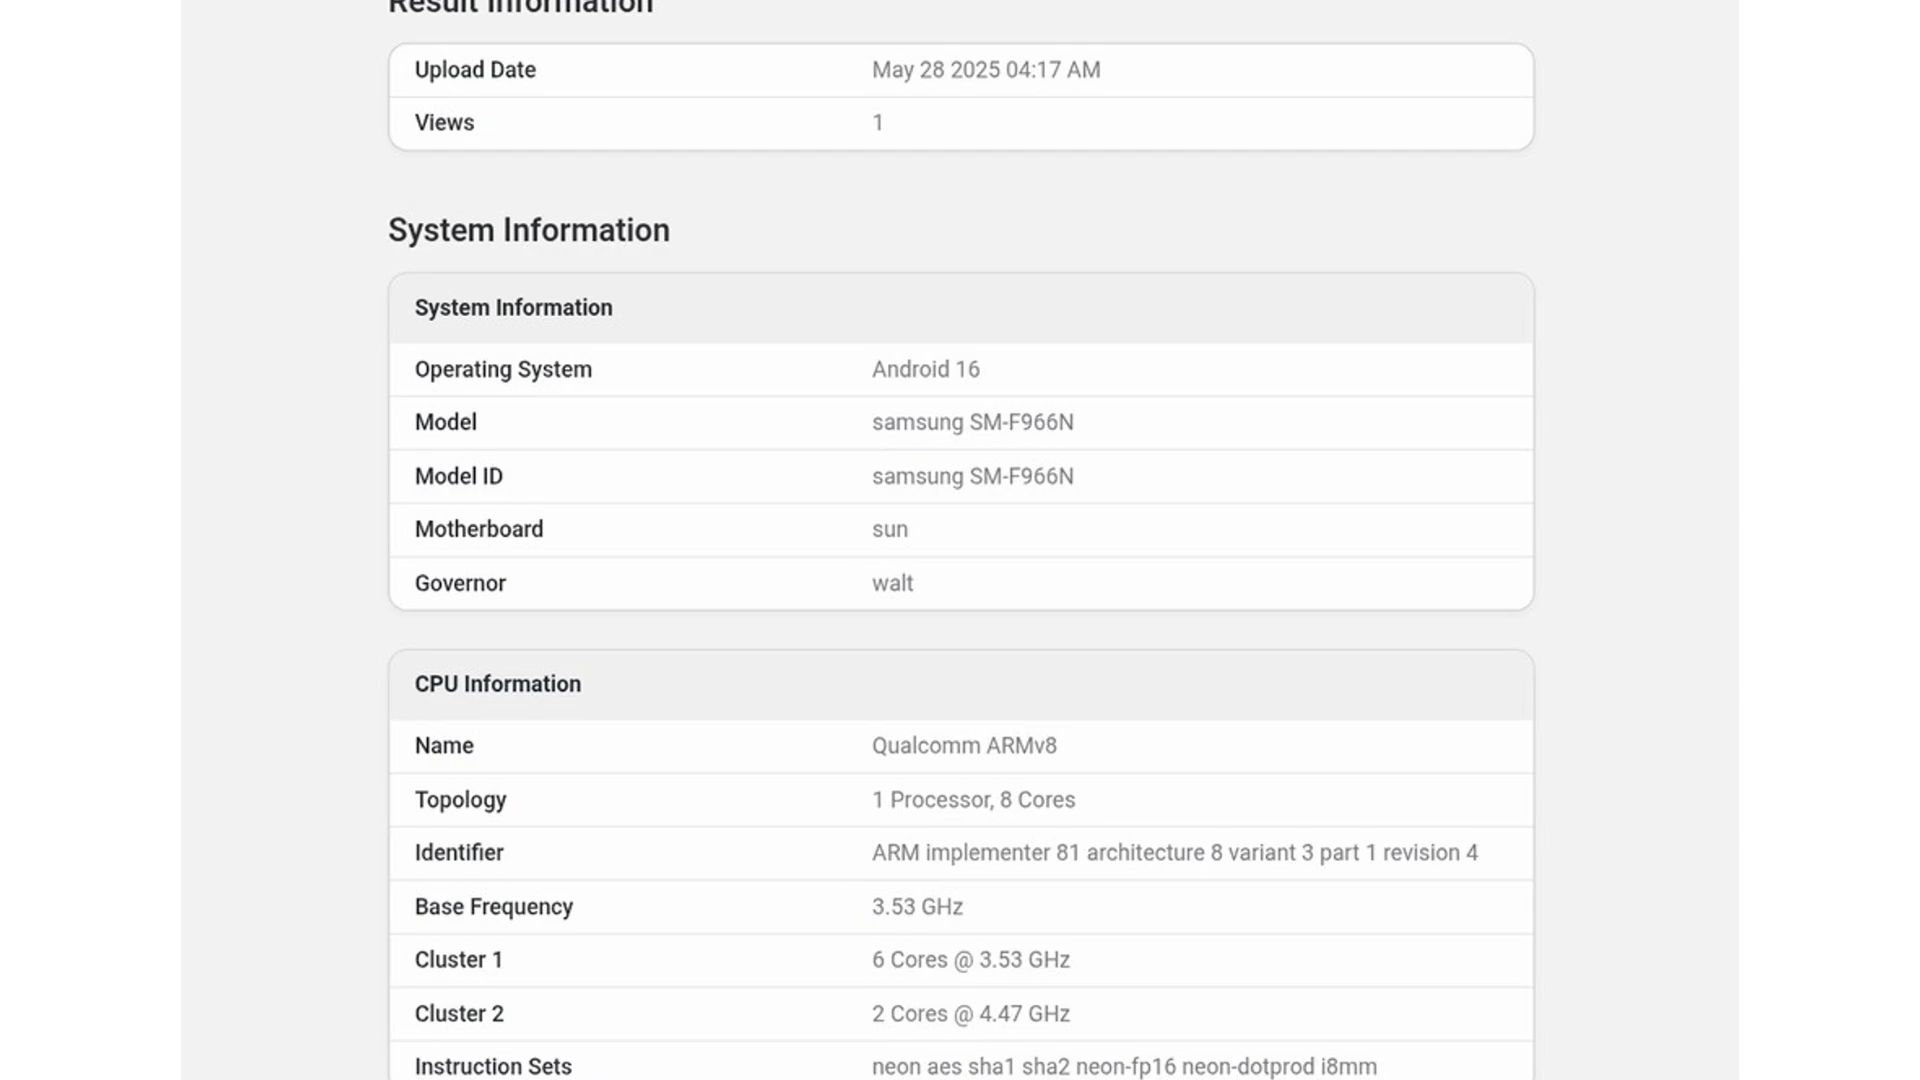 Result Information
Upload Date May 28 2025 04:17 AM
Views 1
System Information
System Information
Operating System Android 16
Model samsung SM-F966N
Model ID samsung SM-F966N
Motherboard sun
Governor walt
CPU Information
Name Qualcomm ARMv8
Topology 1 Processor, 8 Cores
Identifier ARM implementer 81 architecture 8 variant 3 part 1 revision 4
Base Frequency 3.53 GHz
Cluster 1 6 Cores @ 3.53 GHz
Cluster 2 2 Cores @ 4.47 GHz
Instruction Sets neon aes sha1 sha2 neon-fp16 neon-dotprod i8mm